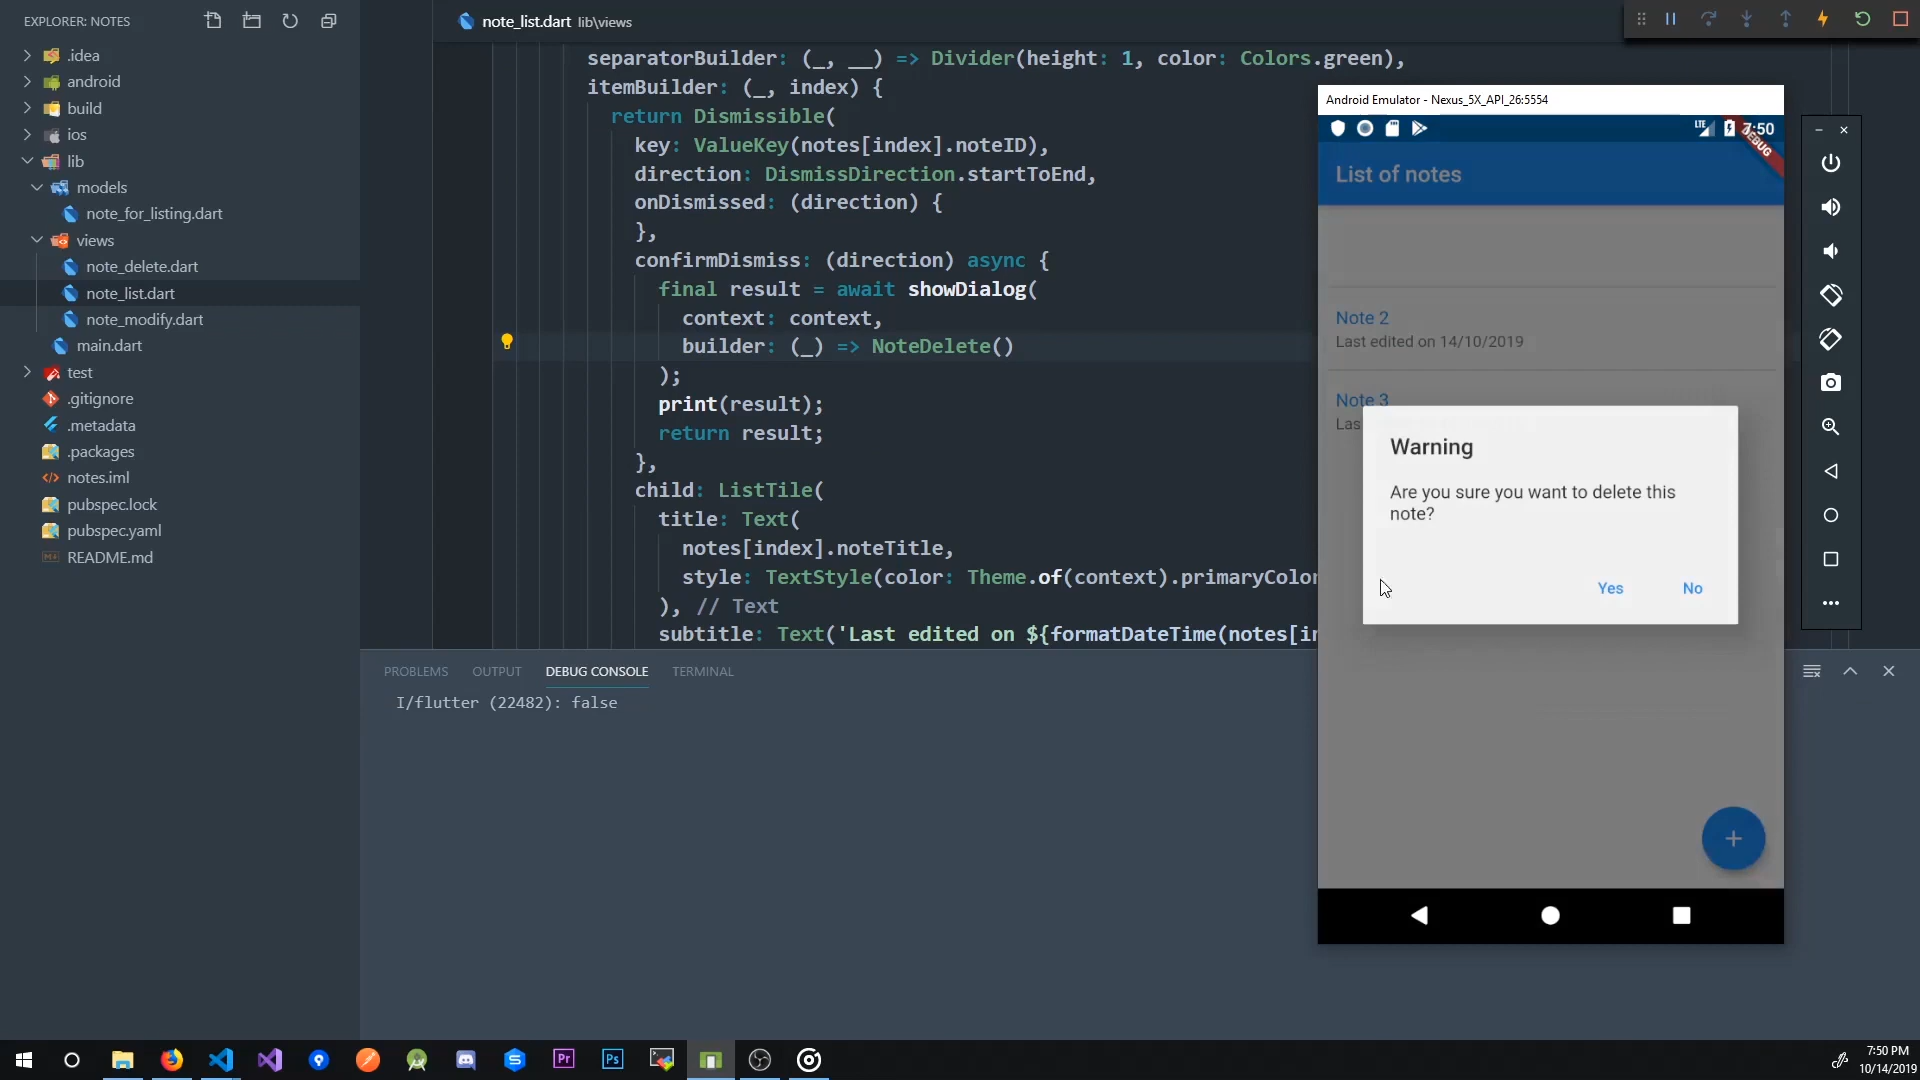 EXPLORER: NOTES
.idea
android
build
ios
lib
models
note_for_listing.dart
views
note_delete.dart
note_list.dart
note_modify.dart
main.dart
test
.gitignore
.metadata
.packages
notes.iml
pubspec.lock
pubspec.yaml
README.md
note_list.dart lib\views
separatorBuilder: (_, __) => Divider(height: 1, color: Colors.green),
itemBuilder: (_, index) {
return Dismissible(
key: ValueKey(notes[index].noteID),
direction: DismissDirection.startToEnd,
onDismissed: (direction) {
},
confirmDismiss: (direction) async {
final result = await showDialog(
context: context,
builder: (_) => NoteDelete()
);
print(result);
return result;
},
child: ListTile(
title: Text(
notes[index].noteTitle,
style: TextStyle(color: Theme.of(context).primaryColor
), // Text
subtitle: Text('Last edited on ${formatDateTime(notes[in
PROBLEMS OUTPUT DEBUG CONSOLE TERMINAL
I/flutter (22482): false
Android Emulator - Nexus_5X_API_26:5554
LTE 7:50
DEBUG
List of notes
Note 2
Last edited on 14/10/2019
Note 3
Las
Warning
Are you sure you want to delete this
note?
Yes No
Pr
Ps
7:50 PM
10/14/2019